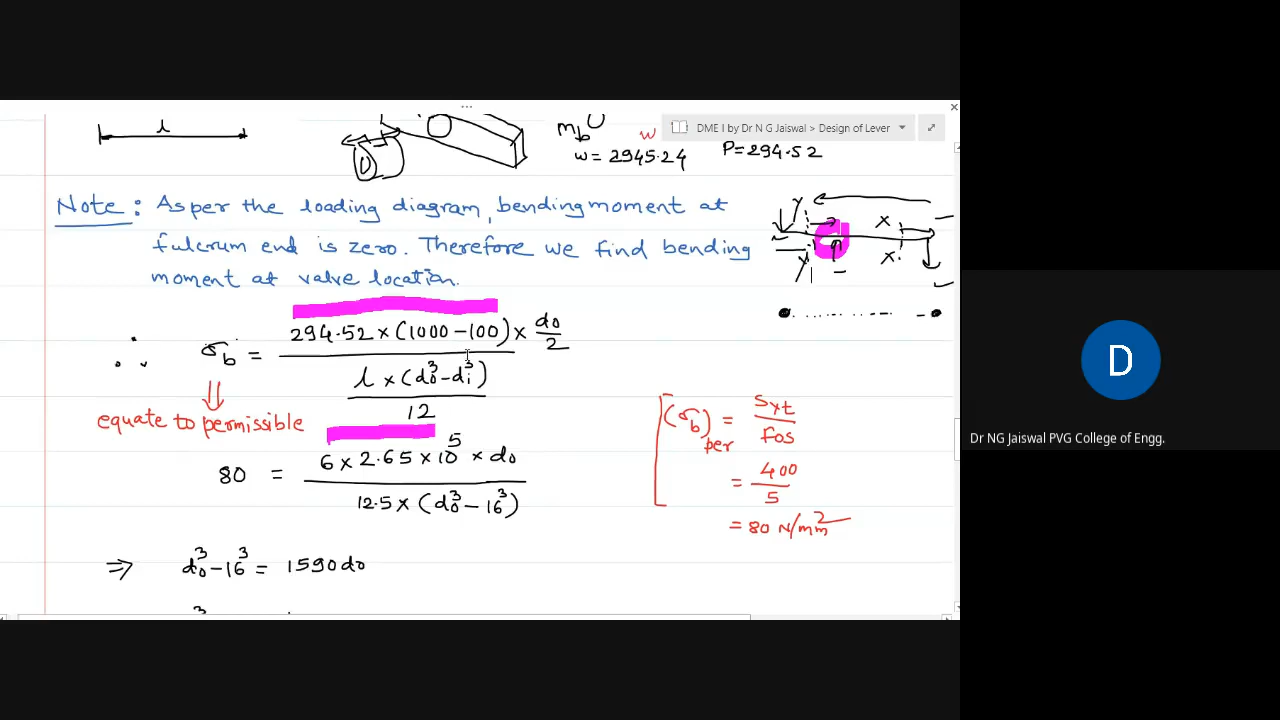 l
m_b
w
w = 2945.24 P = 294.52
DME I by Dr N G Jaiswal > Design of Lever
Note: As per the loading diagram, bending moment at
fulcrum end is zero. Therefore we find bending
moment at valve location.
Y X
Y X
∴ σ_b = 294.52 × (1000 - 100) × do/2
l × (do³ - di³)
12
equate to permissible
80 = 6 × 2.65 × 10⁵ × do
12.5 × (do³ - 16³)
⇒ do³ - 16³ = 1590 do
(σ_b)per = Syt
FOS
= 400
5
= 80 N/mm²
D
Dr NG Jaiswal PVG College of Engg.